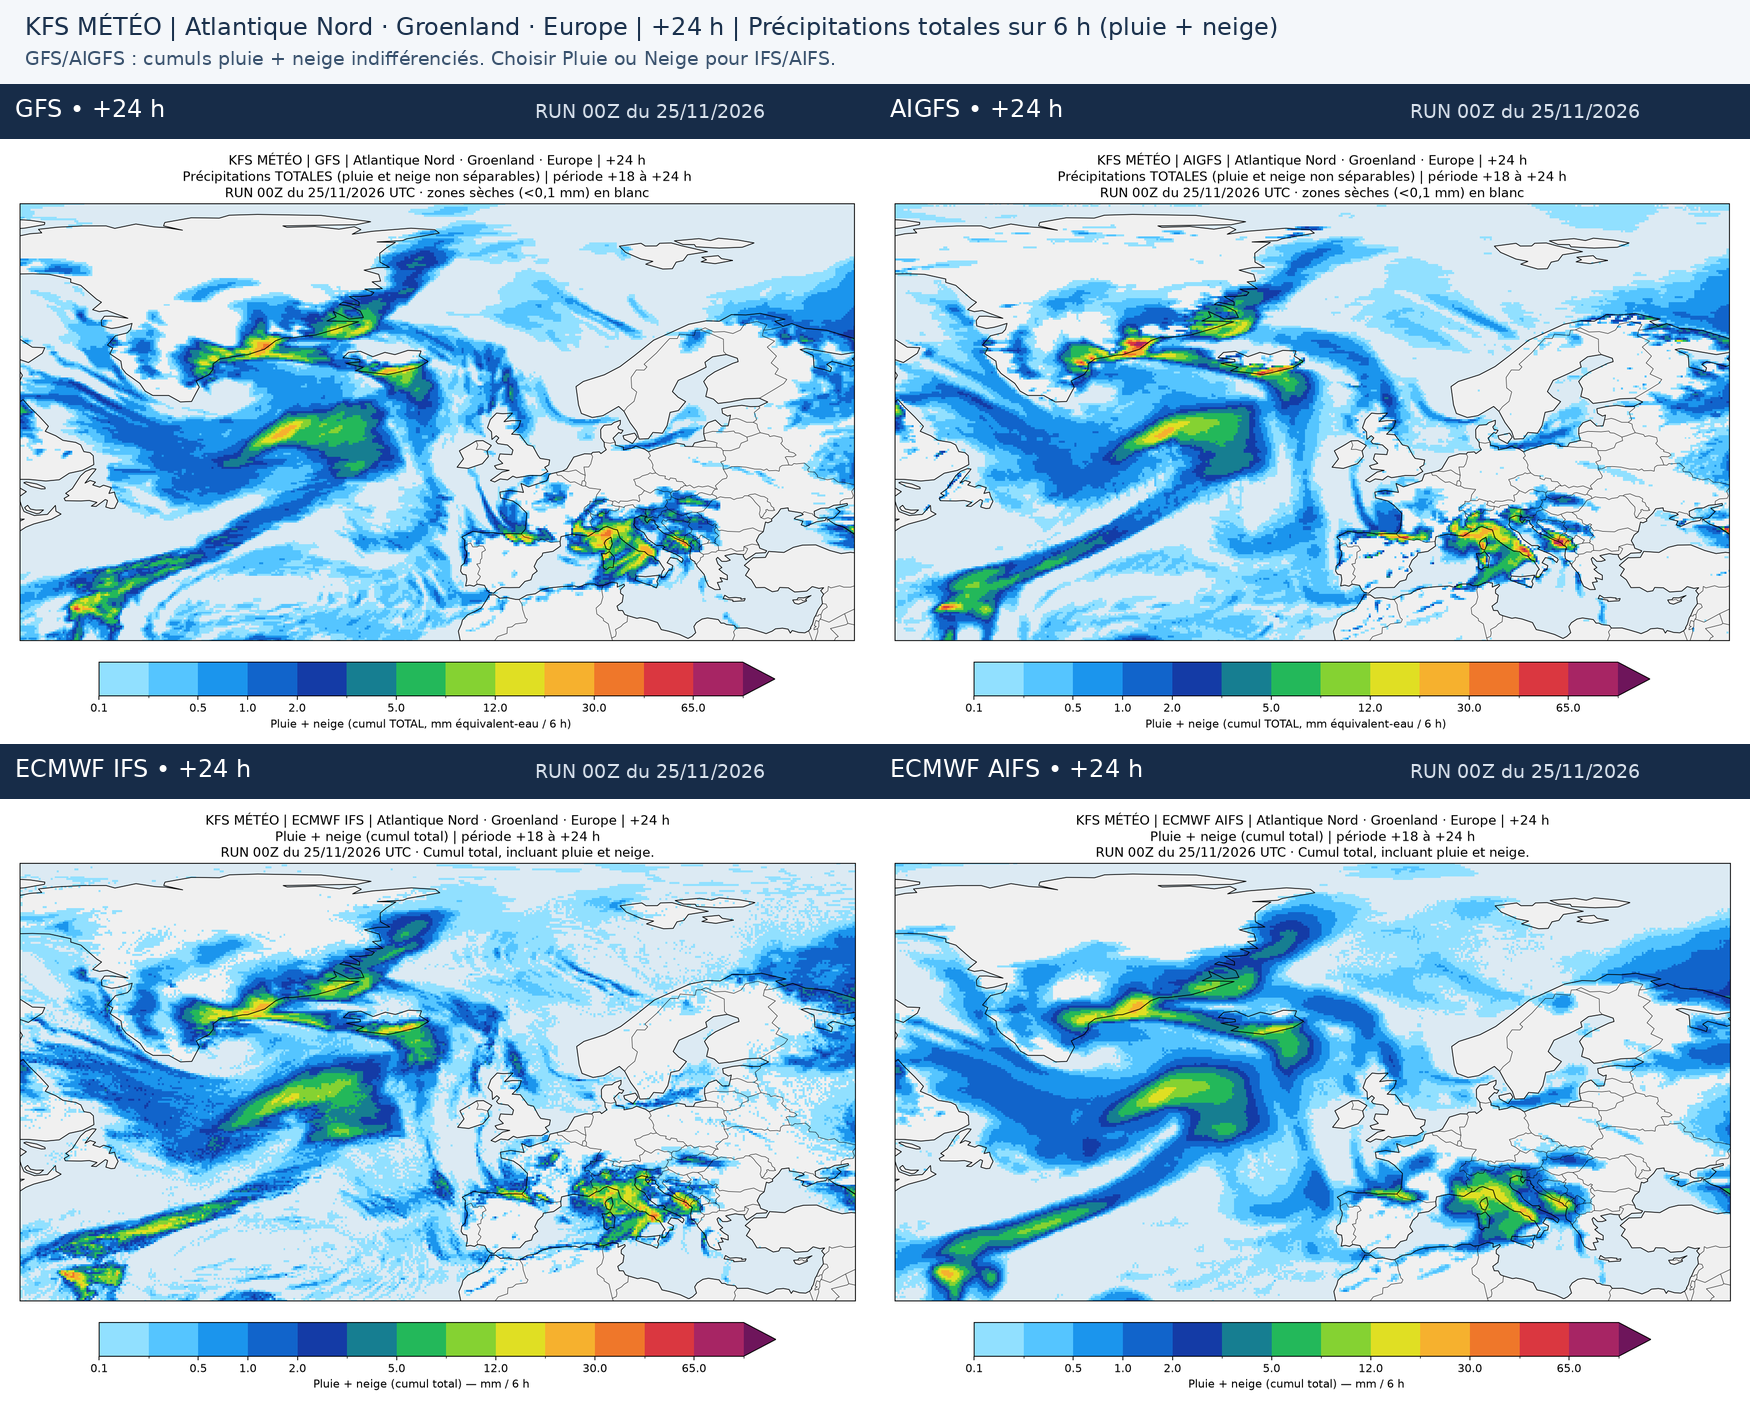 KFS MÉTÉO | Atlantique Nord · Groenland · Europe | +24 h | Précipitations totales sur 6 h (pluie + neige)
GFS/AIGFS : cumuls pluie + neige indifférenciés. Choisir Pluie ou Neige pour IFS/AIFS.
GFS • +24 h
RUN 00Z du 25/11/2026
AIGFS • +24 h
RUN 00Z du 25/11/2026
KFS MÉTÉO | GFS | Atlantique Nord · Groenland · Europe | +24 h
Précipitations TOTALES (pluie et neige non séparables) | période +18 à +24 h
RUN 00Z du 25/11/2026 UTC · zones sèches (<0,1 mm) en blanc
KFS MÉTÉO | AIGFS | Atlantique Nord · Groenland · Europe | +24 h
Précipitations TOTALES (pluie et neige non séparables) | période +18 à +24 h
RUN 00Z du 25/11/2026 UTC · zones sèches (<0,1 mm) en blanc
0.1 0.5 1.0 2.0 5.0 12.0 30.0 65.0
Pluie + neige (cumul TOTAL, mm équivalent-eau / 6 h)
0.1 0.5 1.0 2.0 5.0 12.0 30.0 65.0
Pluie + neige (cumul TOTAL, mm équivalent-eau / 6 h)
ECMWF IFS • +24 h
RUN 00Z du 25/11/2026
ECMWF AIFS • +24 h
RUN 00Z du 25/11/2026
KFS MÉTÉO | ECMWF IFS | Atlantique Nord · Groenland · Europe | +24 h
Pluie + neige (cumul total) | période +18 à +24 h
RUN 00Z du 25/11/2026 UTC · Cumul total, incluant pluie et neige.
KFS MÉTÉO | ECMWF AIFS | Atlantique Nord · Groenland · Europe | +24 h
Pluie + neige (cumul total) | période +18 à +24 h
RUN 00Z du 25/11/2026 UTC · Cumul total, incluant pluie et neige.
0.1 0.5 1.0 2.0 5.0 12.0 30.0 65.0
Pluie + neige (cumul total) — mm / 6 h
0.1 0.5 1.0 2.0 5.0 12.0 30.0 65.0
Pluie + neige (cumul total) — mm / 6 h